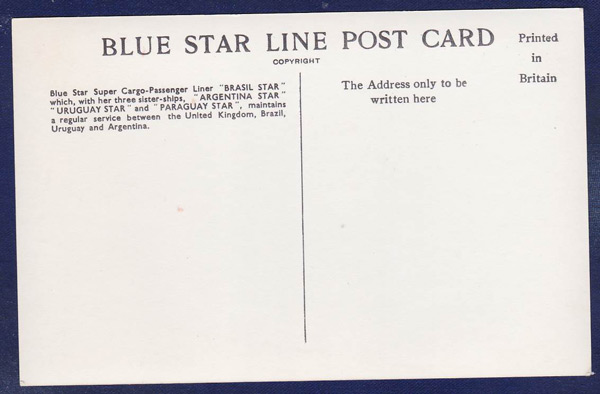 BLUE STAR LINE POST CARD
COPYRIGHT
Printed
in
Britain
Blue Star Super Cargo-Passenger Liner "BRASIL STAR"
which, with her three sister-ships, "ARGENTINA STAR"
"URUGUAY STAR" and "PARAGUAY STAR", maintains
a regular service between the United Kingdom, Brazil,
Uruguay and Argentina.
The Address only to be
written here